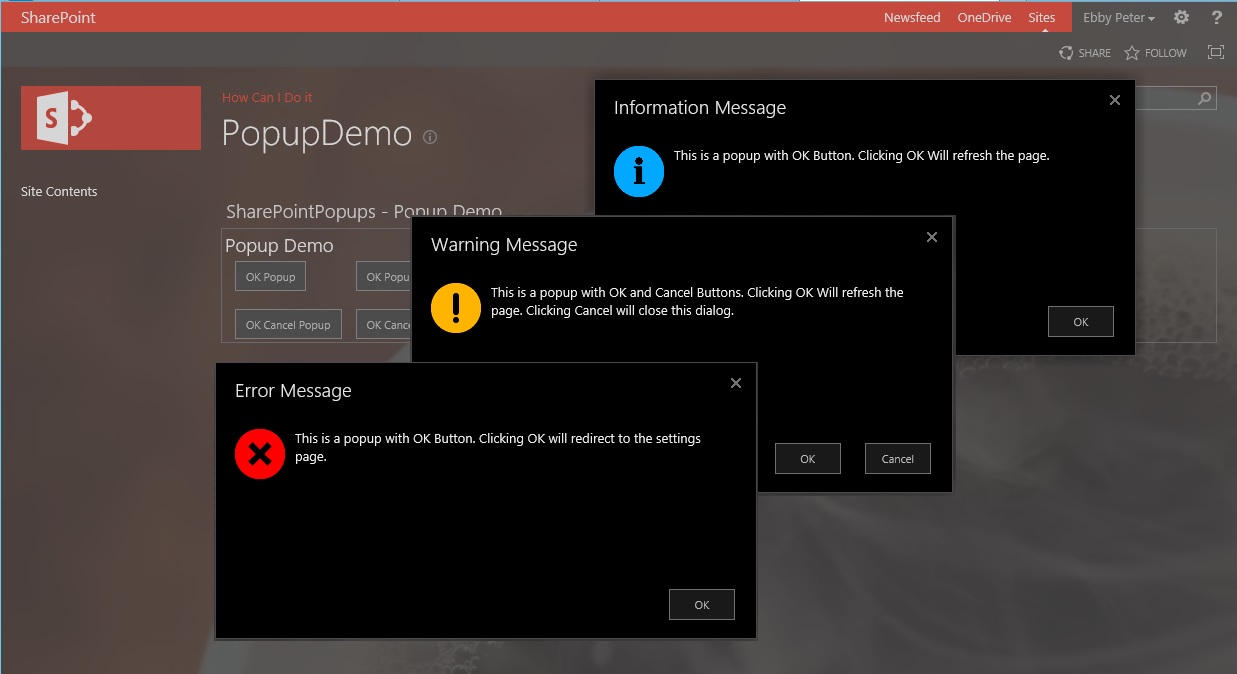 SharePoint
Newsfeed OneDrive Sites Ebby Peter ?
SHARE FOLLOW
S
How Can I Do it
PopupDemo
Site Contents
SharePointPopups - Popup Demo
Popup Demo
OK Popup OK Popu
OK Cancel Popup OK Canc
Information Message
i
This is a popup with OK Button. Clicking OK Will refresh the page.
OK
Warning Message
!
This is a popup with OK and Cancel Buttons. Clicking OK Will refresh the
page. Clicking Cancel will close this dialog.
OK Cancel
Error Message
This is a popup with OK Button. Clicking OK will redirect to the settings
page.
OK